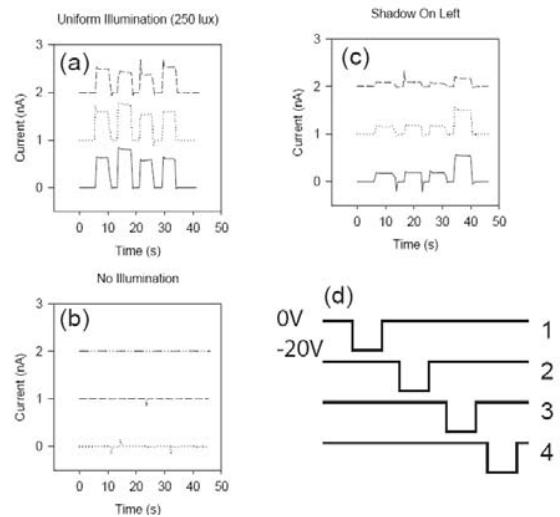 Uniform Illumination (250 lux)
(a)
3
2
1
0
Current (nA)
0 10 20 30 40 50
Time (s)
Shadow On Left
(c)
3
2
1
0
Current (nA)
0 10 20 30 40 50
Time (s)
No Illumination
(b)
3
2
1
0
Current (nA)
0 10 20 30 40 50
Time (s)
(d)
0V
-20V
1
2
3
4